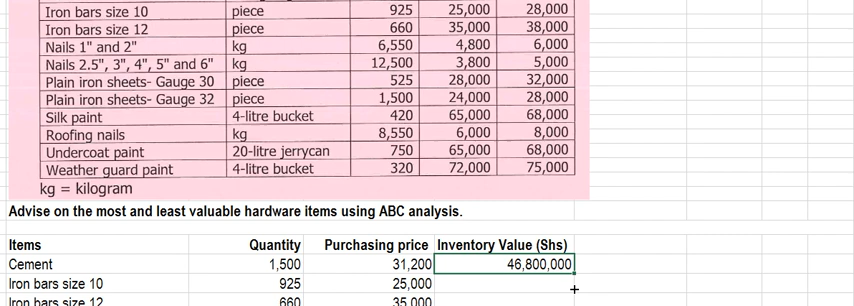 Iron bars size 10 piece 925 25,000 28,000
Iron bars size 12 piece 660 35,000 38,000
Nails 1" and 2" kg 6,550 4,800 6,000
Nails 2.5", 3", 4", 5" and 6" kg 12,500 3,800 5,000
Plain iron sheets- Gauge 30 piece 525 28,000 32,000
Plain iron sheets- Gauge 32 piece 1,500 24,000 28,000
Silk paint 4-litre bucket 420 65,000 68,000
Roofing nails kg 8,550 6,000 8,000
Undercoat paint 20-litre jerrycan 750 65,000 68,000
Weather guard paint 4-litre bucket 320 72,000 75,000
kg = kilogram
Advise on the most and least valuable hardware items using ABC analysis.
Items Quantity Purchasing price Inventory Value (Shs)
Cement 1,500 31,200 46,800,000
Iron bars size 10 925 25,000
Iron bars size 12 660 35,000